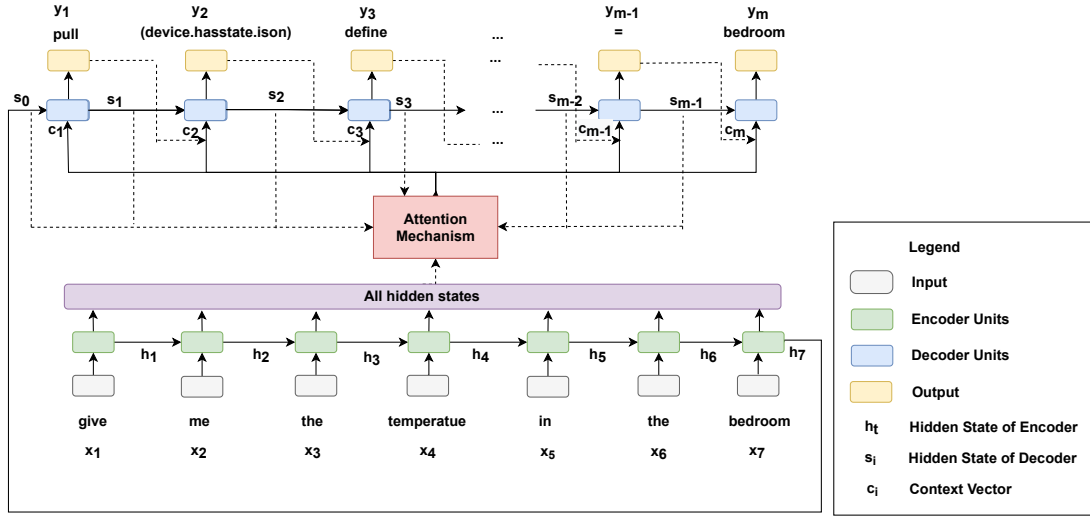 y1 y2 y3 ... ym-1 ym
pull (device.hasstate.ison) define ... = bedroom
s0 s1 s2 s3 ... sm-2 sm-1
c1 c2 c3 ... cm-1 cm
Attention
Mechanism
All hidden states
h1 h2 h3 h4 h5 h6 h7
give me the temperatue in the bedroom
x1 x2 x3 x4 x5 x6 x7
Legend
Input
Encoder Units
Decoder Units
Output
ht Hidden State of Encoder
si Hidden State of Decoder
ci Context Vector